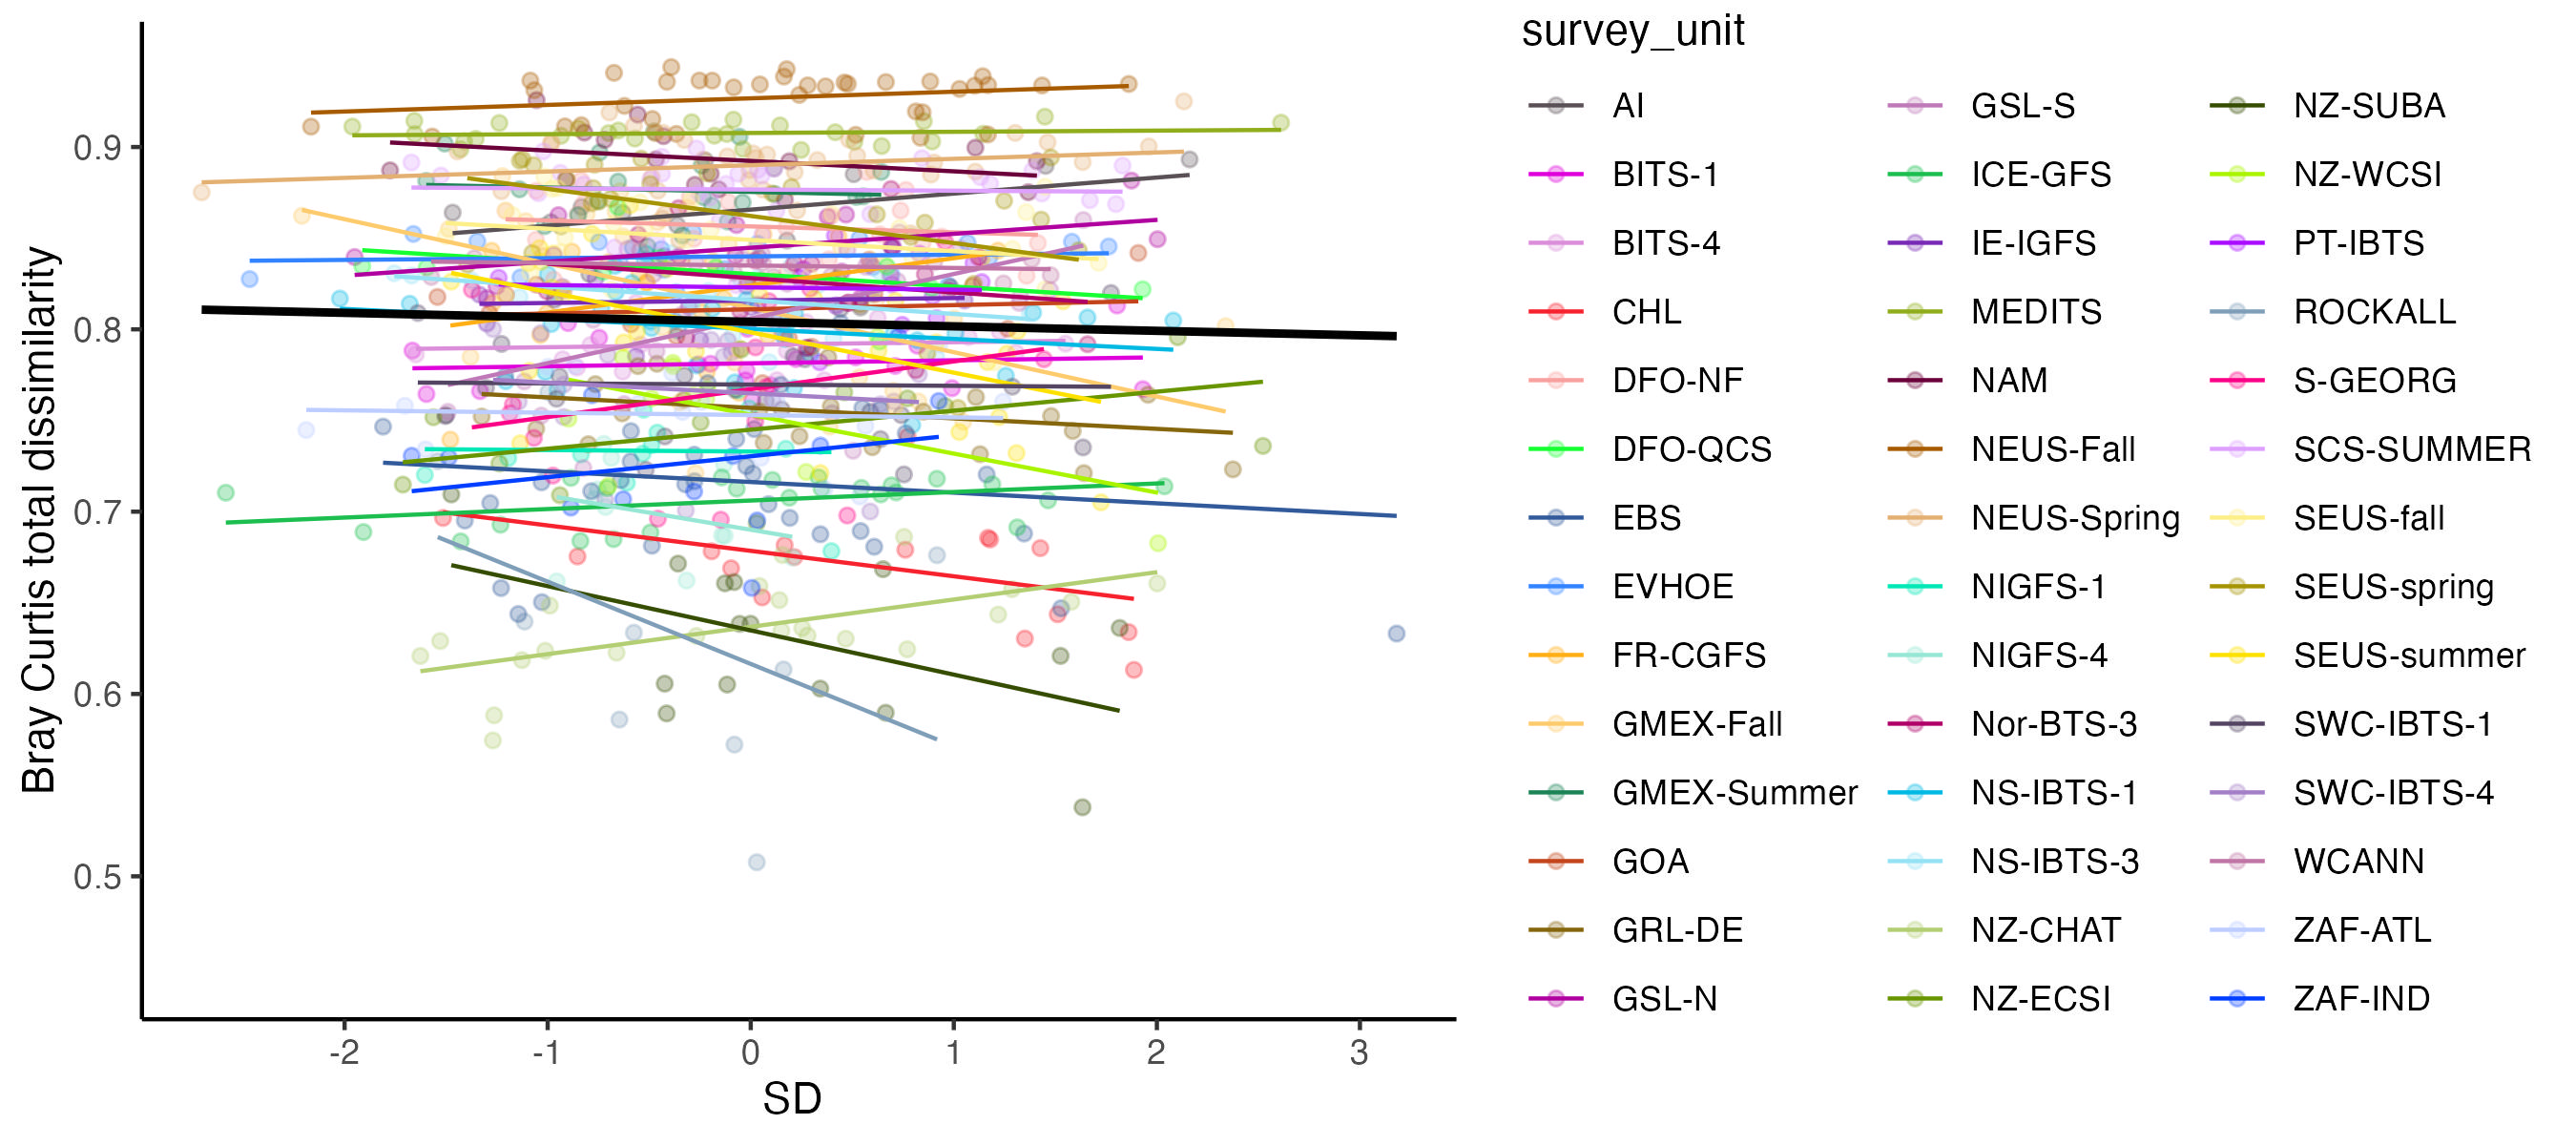 survey_unit
AI
BITS-1
BITS-4
CHL
DFO-NF
DFO-QCS
EBS
EVHOE
FR-CGFS
GMEX-Fall
GMEX-Summer
GOA
GRL-DE
GSL-N
GSL-S
ICE-GFS
IE-IGFS
MEDITS
NAM
NEUS-Fall
NEUS-Spring
NIGFS-1
NIGFS-4
Nor-BTS-3
NS-IBTS-1
NS-IBTS-3
NZ-CHAT
NZ-ECSI
NZ-SUBA
NZ-WCSI
PT-IBTS
ROCKALL
S-GEORG
SCS-SUMMER
SEUS-fall
SEUS-spring
SEUS-summer
SWC-IBTS-1
SWC-IBTS-4
WCANN
ZAF-ATL
ZAF-IND
Bray Curtis total dissimilarity
0.9
0.8
0.7
0.6
0.5
-2 -1 0 1 2 3
SD